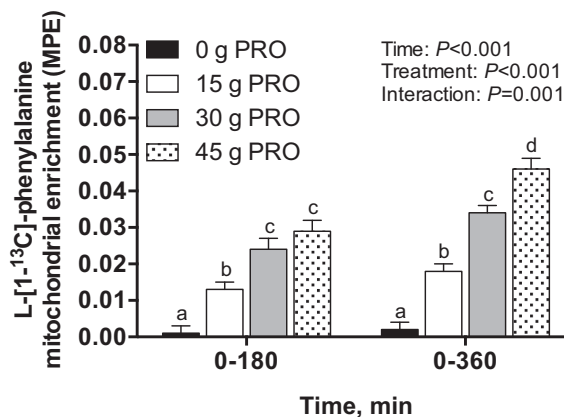 L-[1-¹³C]-phenylalanine
mitochondrial enrichment (MPE)
0.08
0.07
0.06
0.05
0.04
0.03
0.02
0.01
0.00
0 g PRO
15 g PRO
30 g PRO
45 g PRO
Time: P<0.001
Treatment: P<0.001
Interaction: P=0.001
a
b
c
c
a
b
c
d
0-180
0-360
Time, min